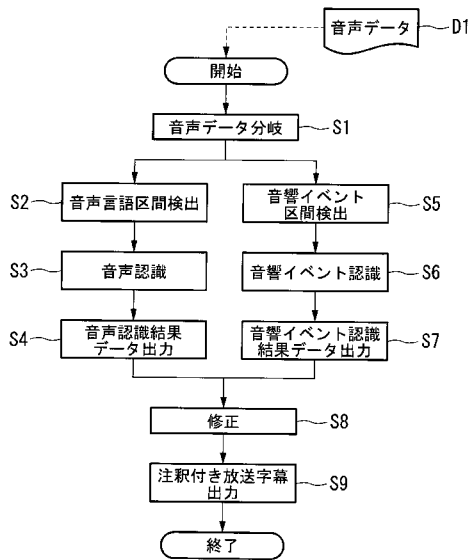 音声データ
D1
開始
音声データ分岐
S1
S2
音声言語区間検出
音響イベント
区間検出
S5
S3
音声認識
音響イベント認識
S6
S4
音声認識結果
データ出力
音響イベント認識
結果データ出力
S7
修正
S8
注釈付き放送字幕
出力
S9
終了